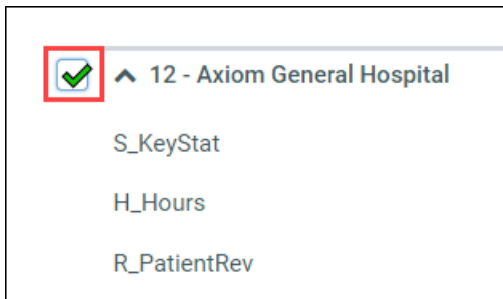 12 - Axiom General Hospital
S_KeyStat
H_Hours
R_PatientRev